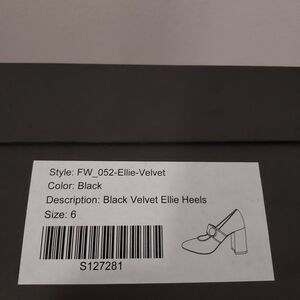 Style: FW_052-Ellie-Velvet
Color: Black
Description: Black Velvet Ellie Heels
Size: 6
S127281